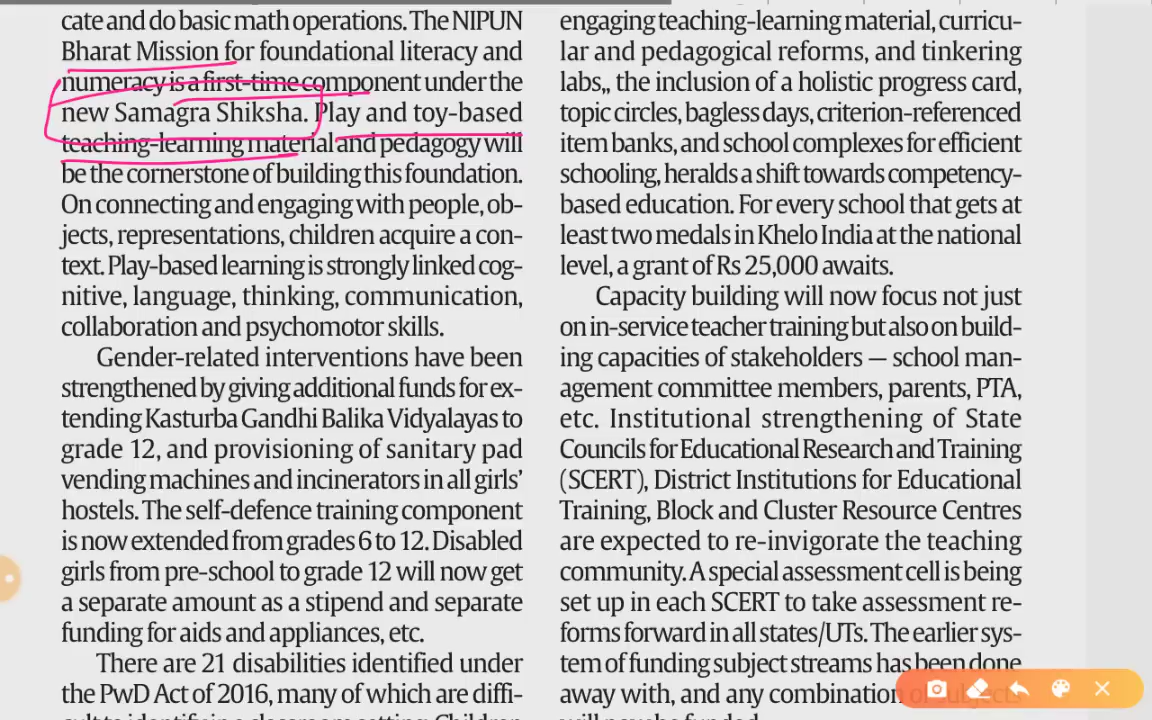 cate and do basic math operations. The NIPUN
Bharat Mission for foundational literacy and
numeracy is a first-time component under the
new Samagra Shiksha. Play and toy-based
teaching-learning material and pedagogy will
be the cornerstone of building this foundation.
On connecting and engaging with people, ob-
jects, representations, children acquire a con-
text. Play-based learning is strongly linked cog-
nitive, language, thinking, communication,
collaboration and psychomotor skills.
Gender-related interventions have been
strengthened by giving additional funds for ex-
tending Kasturba Gandhi Balika Vidyalayas to
grade 12, and provisioning of sanitary pad
vending machines and incinerators in all girls'
hostels. The self-defence training component
is now extended from grades 6 to 12. Disabled
girls from pre-school to grade 12 will now get
a separate amount as a stipend and separate
funding for aids and appliances, etc.
There are 21 disabilities identified under
the PwD Act of 2016, many of which are diffi-
cult to identify in a classroom setting. Children
engaging teaching-learning material, curricu-
lar and pedagogical reforms, and tinkering
labs,, the inclusion of a holistic progress card,
topic circles, bagless days, criterion-referenced
item banks, and school complexes for efficient
schooling, heralds a shift towards competency-
based education. For every school that gets at
least two medals in Khelo India at the national
level, a grant of Rs 25,000 awaits.
Capacity building will now focus not just
on in-service teacher training but also on build-
ing capacities of stakeholders — school man-
agement committee members, parents, PTA,
etc. Institutional strengthening of State
Councils for Educational Research and Training
(SCERT), District Institutions for Educational
Training, Block and Cluster Resource Centres
are expected to re-invigorate the teaching
community. A special assessment cell is being
set up in each SCERT to take assessment re-
forms forward in all states/UTs. The earlier sys-
tem of funding subject streams has been done
away with, and any combination of subjects
will now be funded.